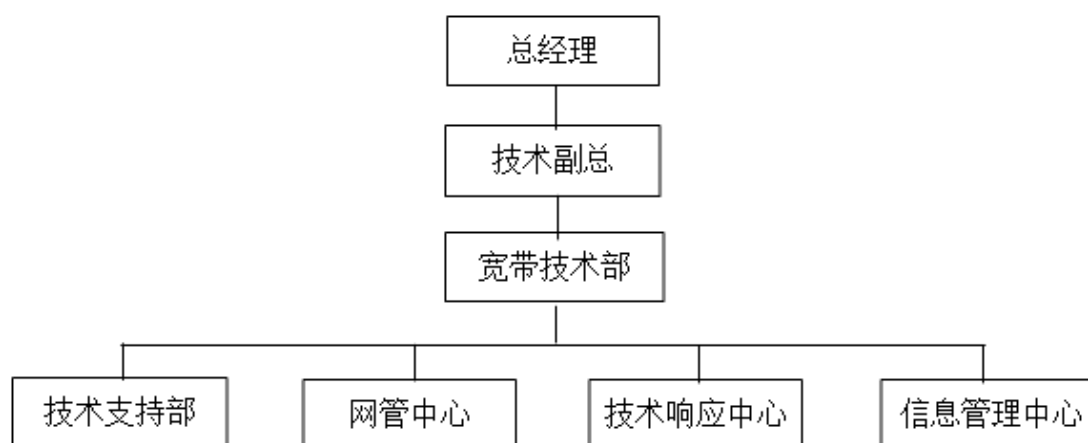 总经理
技术副总
宽带技术部
技术支持部
网管中心
技术响应中心
信息管理中心